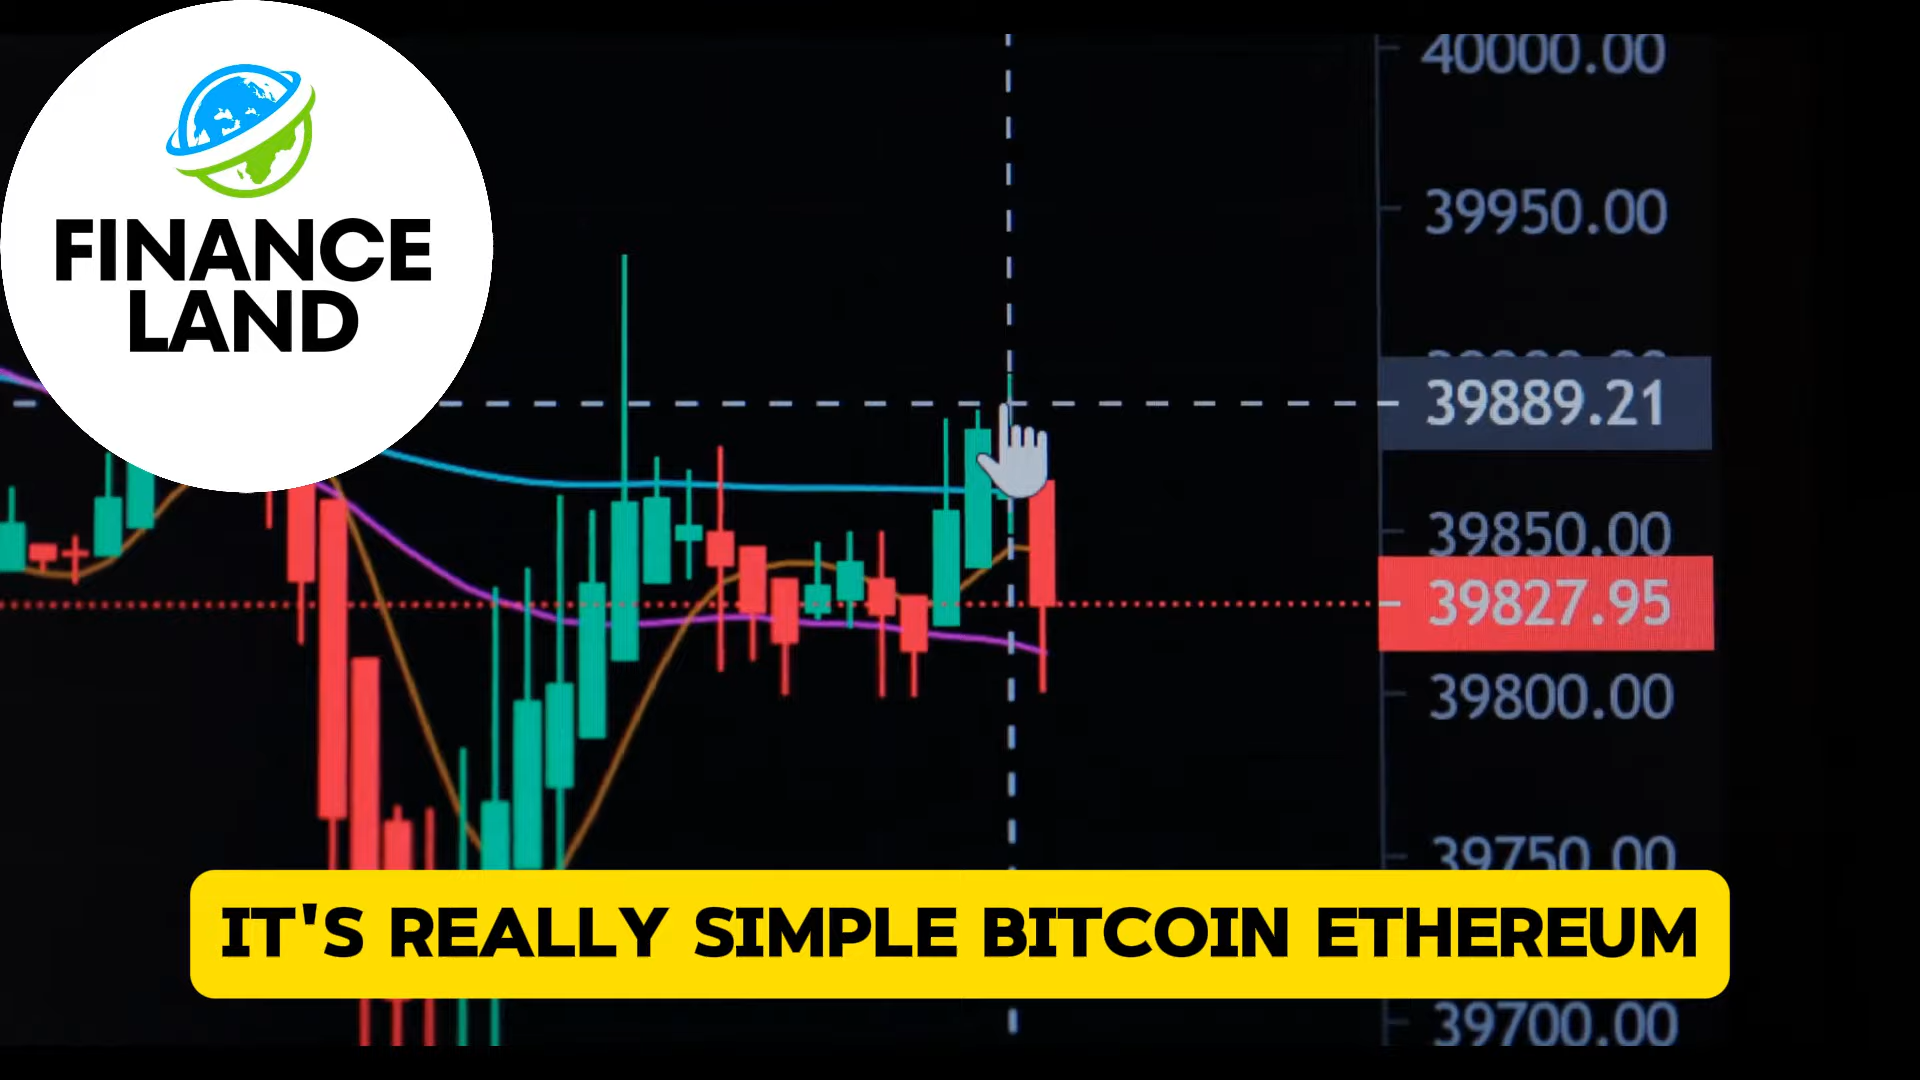 FINANCE
LAND
40000.00
39950.00
39889.21
39850.00
39827.95
39800.00
39750.00
39700.00
IT'S REALLY SIMPLE BITCOIN ETHEREUM